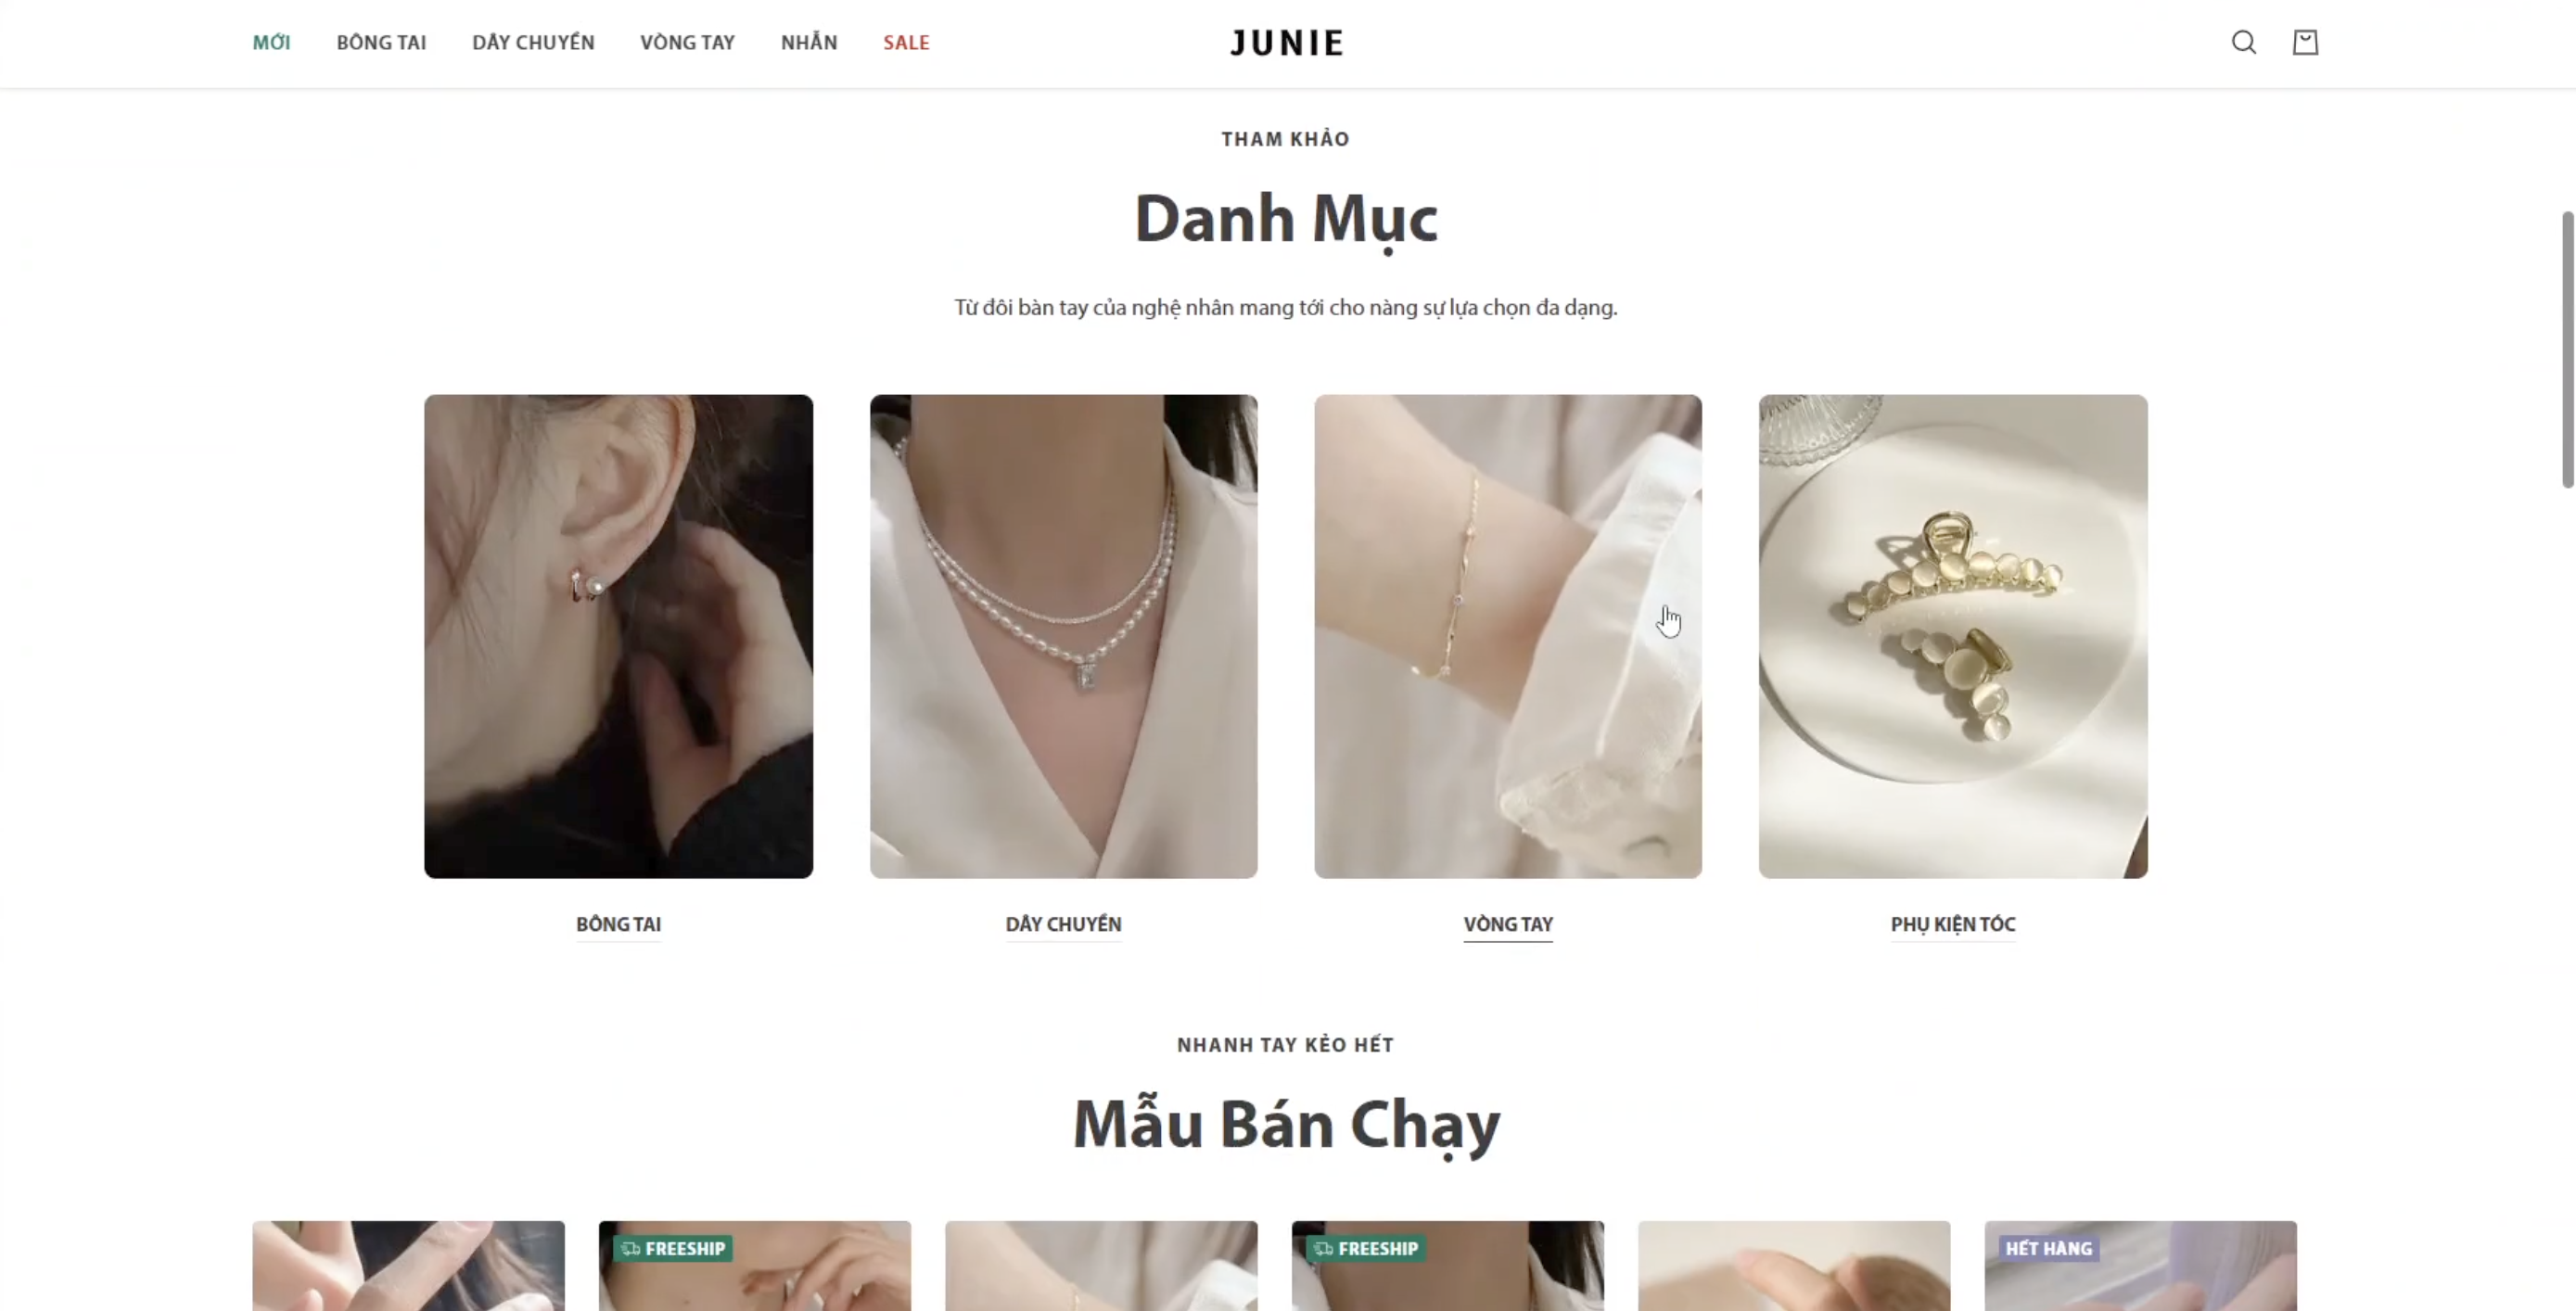 MỚI BÔNG TAI DÂY CHUYỀN VÒNG TAY NHẪN SALE JUNIE
THAM KHẢO
Danh Mục
Từ đôi bàn tay của nghệ nhân mang tới cho nàng sự lựa chọn đa dạng.
BÔNG TAI DÂY CHUYỀN VÒNG TAY PHỤ KIỆN TÓC
NHANH TAY KẺO HẾT
Mẫu Bán Chạy
FREESHIP FREESHIP HẾT HÀNG